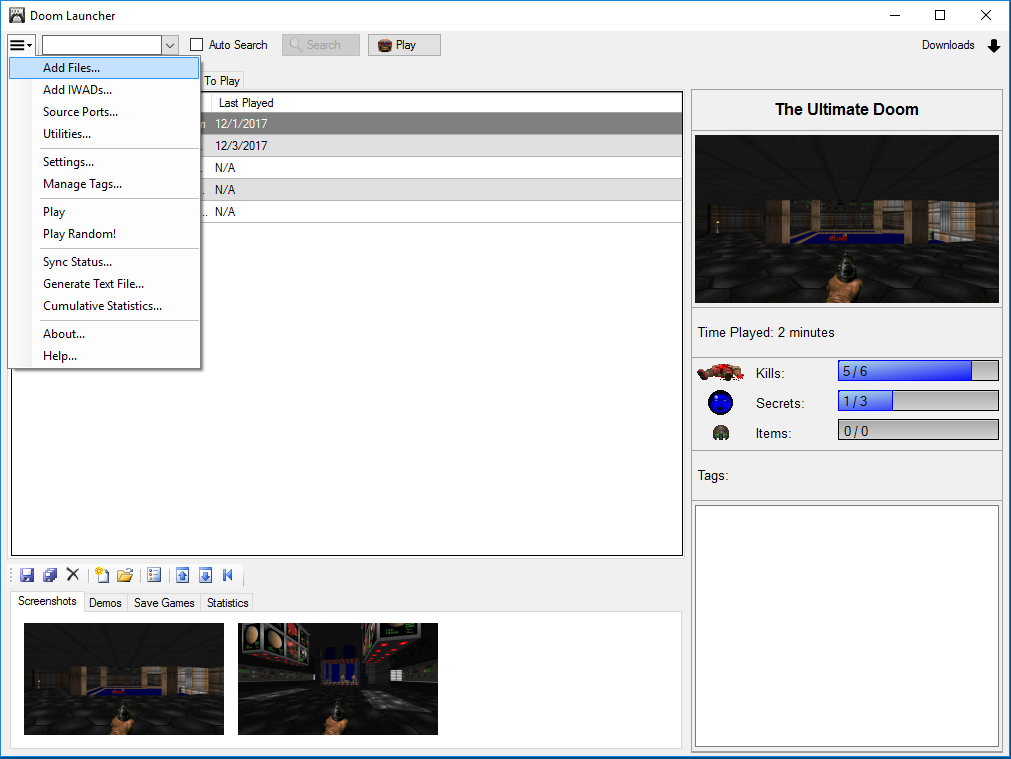 Doom Launcher
Auto Search
Search
Play
Downloads
Add Files...
Add IWADs...
Source Ports...
Utilities...
Settings...
Manage Tags...
Play
Play Random!
Sync Status...
Generate Text File...
Cumulative Statistics...
About...
Help...
To Play
Last Played
12/1/2017
12/3/2017
N/A
N/A
N/A
The Ultimate Doom
Time Played: 2 minutes
Kills: 5 / 6
Secrets: 1 / 3
Items: 0 / 0
Tags:
Screenshots Demos Save Games Statistics